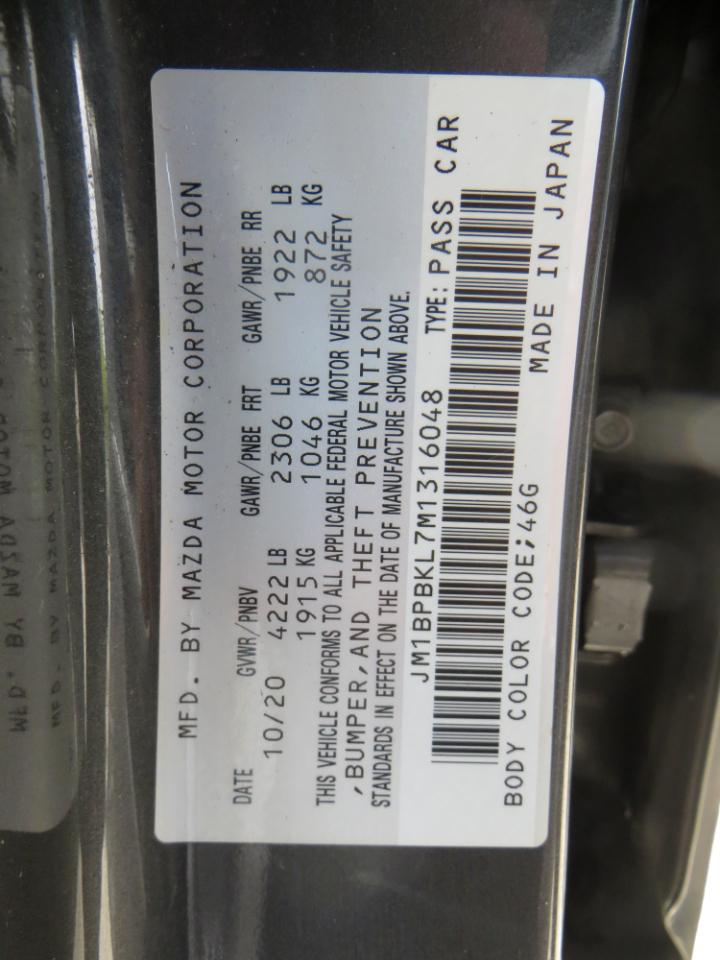 MFD. BY MAZDA MOTOR CORPORATION
DATE GVWR/PNBV GAWR/PNBE FRT GAWR/PNBE RR
10/20 4222 LB 2306 LB 1922 LB
1915 KG 1046 KG 872 KG
THIS VEHICLE CONFORMS TO ALL APPLICABLE FEDERAL MOTOR VEHICLE SAFETY
,BUMPER,AND THEFT PREVENTION
STANDARDS IN EFFECT ON THE DATE OF MANUFACTURE SHOWN ABOVE.
JM1BPBKL7M1316048 TYPE: PASS CAR
BODY COLOR CODE;46G MADE IN JAPAN